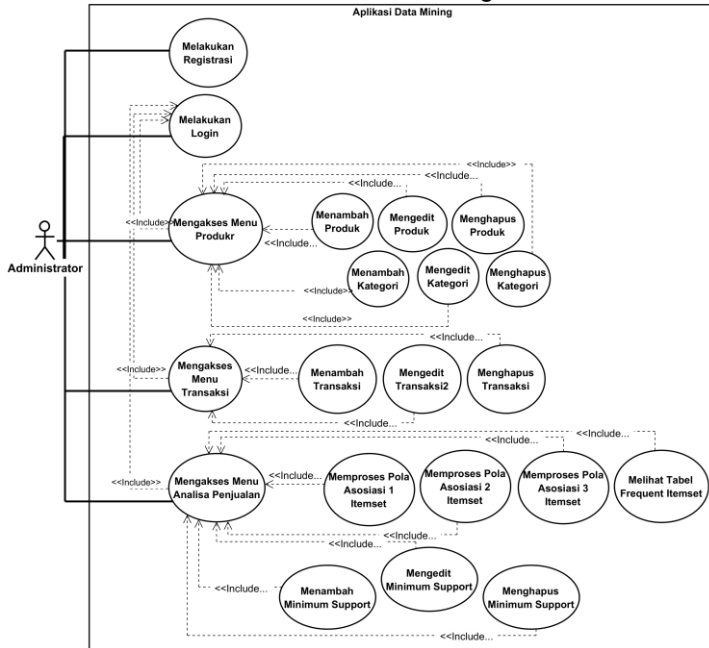 Aplikasi Data Mining
Melakukan
Registrasi
Melakukan
Login
<<Include>>
<<Include...
<<Include...
<<Include>>
Mengakses Menu
Produkr
<<Include...
Menambah
Produk
Mengedit
Produk
Menghapus
Produk
Administrator
Menambah
Kategori
Mengedit
Kategori
Menghapus
Kategori
<<Include>>
<<Include>>
<<Include...
<<Include>>
Mengakses
Menu
Transaksi
<<Include...
Menambah
Transaksi
Mengedit
Transaksi2
Menghapus
Transaksi
<<Include...
<<Include...
<<Include...
<<Include>>
Mengakses Menu
Analisa Penjualan
<<Include...
Memproses Pola
Asosiasi 1
Itemset
Memproses Pola
Asosiasi 2
Itemset
Memproses Pola
Asosiasi 3
Itemset
Melihat Tabel
Frequent Itemset
<<Include...
<<Include...
<<Include...
Menambah
Minimum Support
Mengedit
Minimum Support
Menghapus
Minimum Support
<<Include...